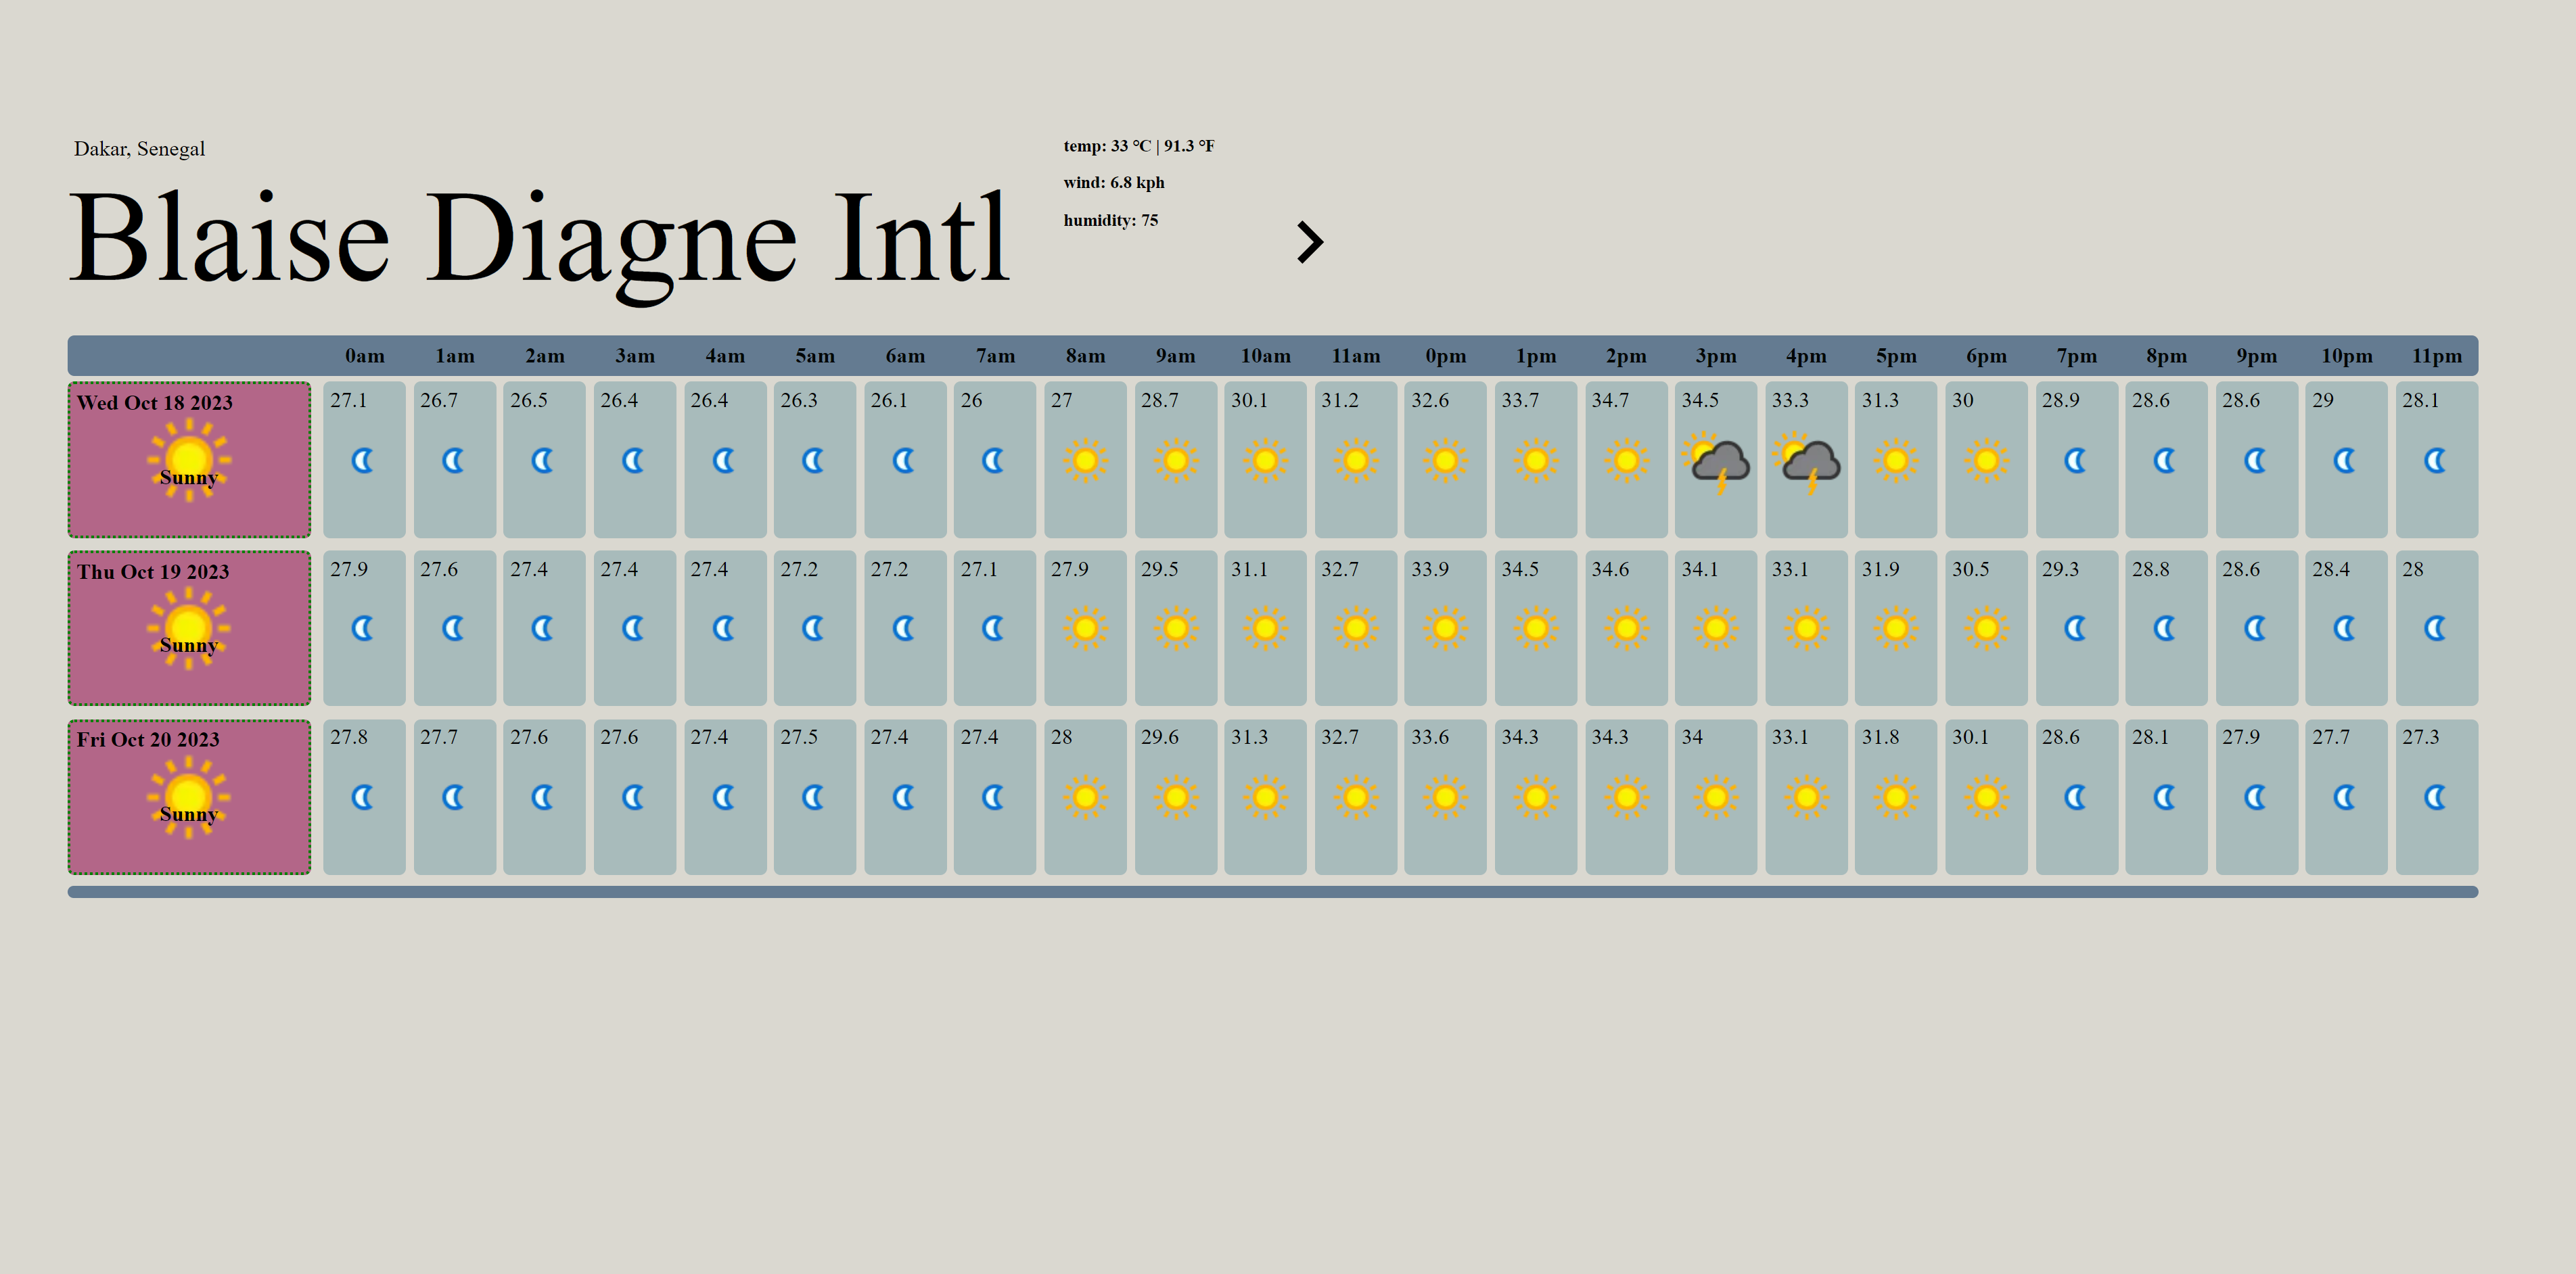 Dakar, Senegal
Blaise Diagne Intl
temp: 33 °C | 91.3 °F
wind: 6.8 kph
humidity: 75
0am 1am 2am 3am 4am 5am 6am 7am 8am 9am 10am 11am 0pm 1pm 2pm 3pm 4pm 5pm 6pm 7pm 8pm 9pm 10pm 11pm
Wed Oct 18 2023 27.1 26.7 26.5 26.4 26.4 26.3 26.1 26 27 28.7 30.1 31.2 32.6 33.7 34.7 34.5 33.3 31.3 30 28.9 28.6 28.6 29 28.1
Sunny
Thu Oct 19 2023 27.9 27.6 27.4 27.4 27.4 27.2 27.2 27.1 27.9 29.5 31.1 32.7 33.9 34.5 34.6 34.1 33.1 31.9 30.5 29.3 28.8 28.6 28.4 28
Sunny
Fri Oct 20 2023 27.8 27.7 27.6 27.6 27.4 27.5 27.4 27.4 28 29.6 31.3 32.7 33.6 34.3 34.3 34 33.1 31.8 30.1 28.6 28.1 27.9 27.7 27.3
Sunny